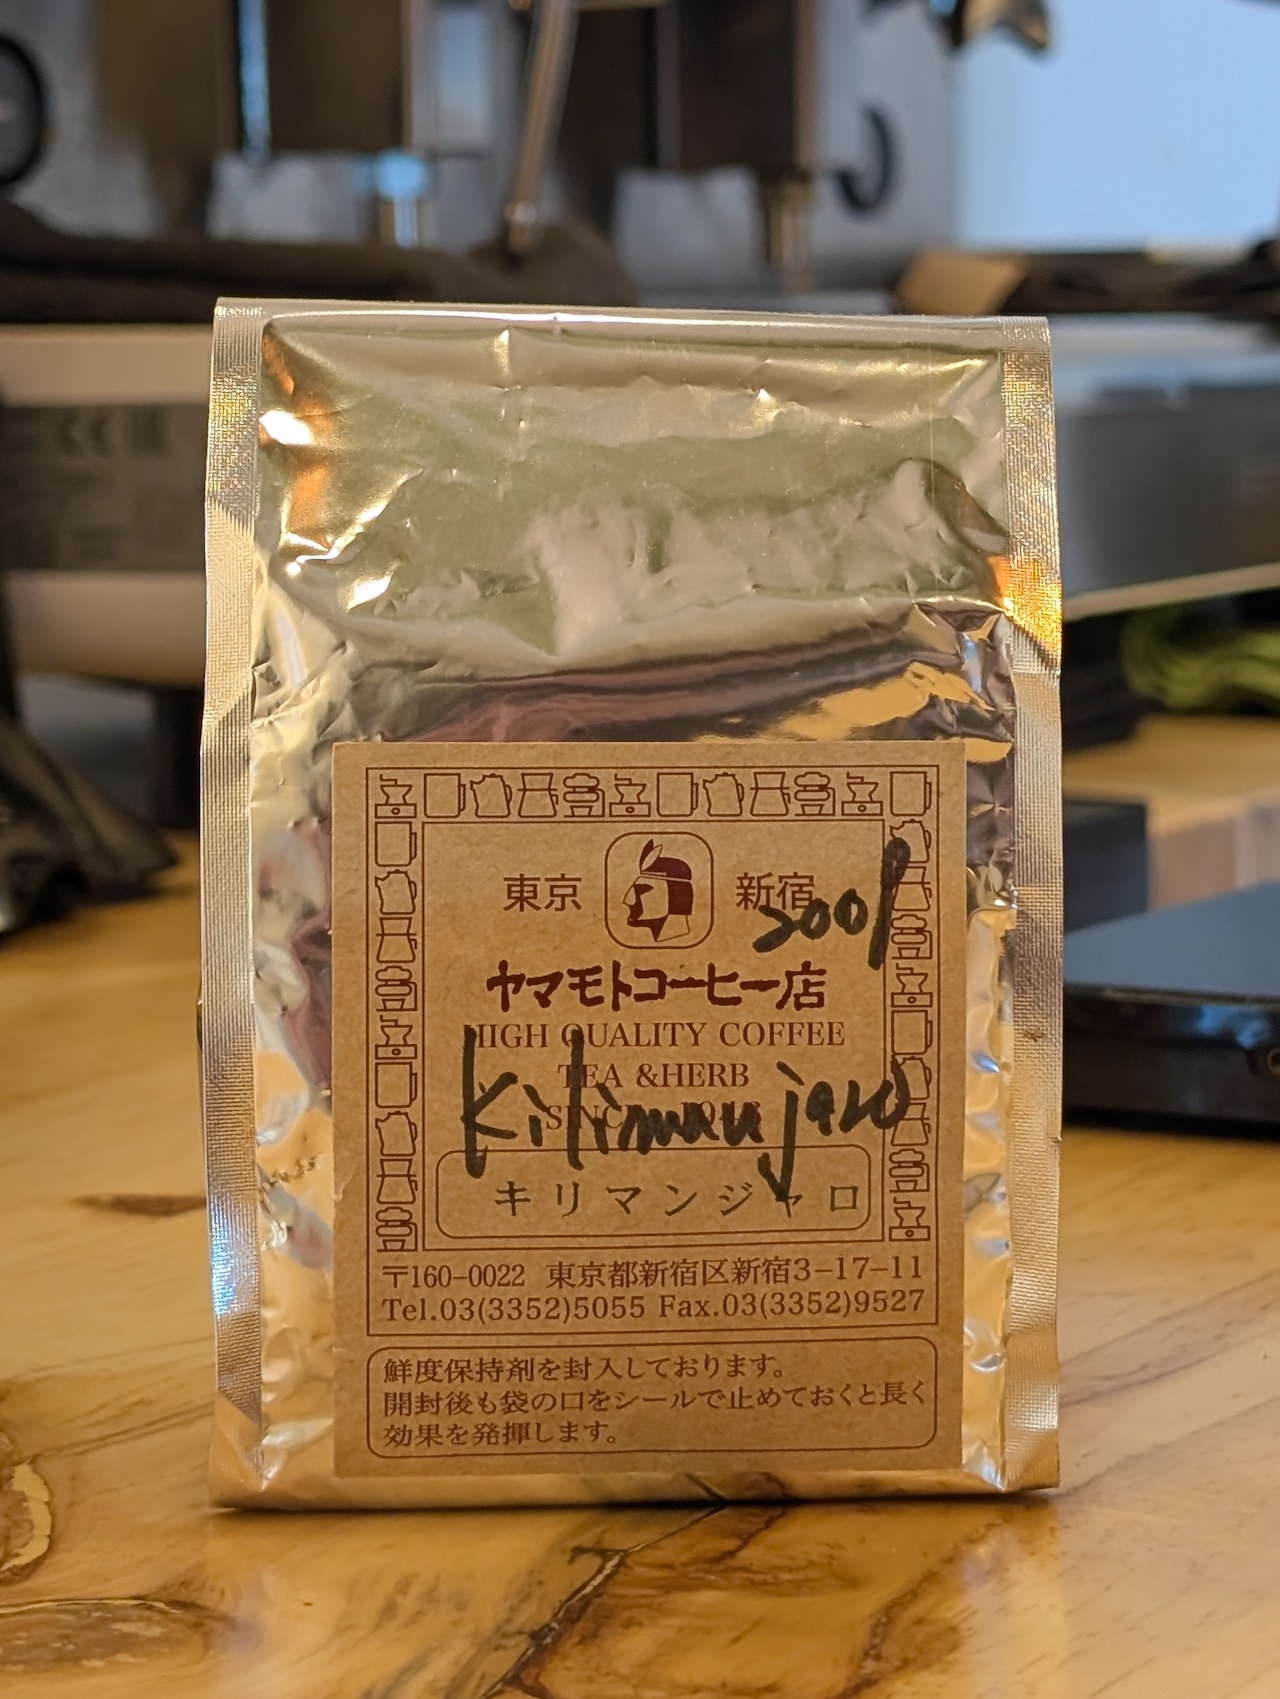 東京 新宿
ヤマモトコーヒー店
HIGH QUALITY COFFEE
TEA &HERB
SINCE
Kilimanjaro
キリマンジャロ
〒160-0022 東京都新宿区新宿3-17-11
Tel.03(3352)5055 Fax.03(3352)9527
鮮度保持剤を封入しております。
開封後も袋の口をシールで止めておくと長く
効果を発揮します。